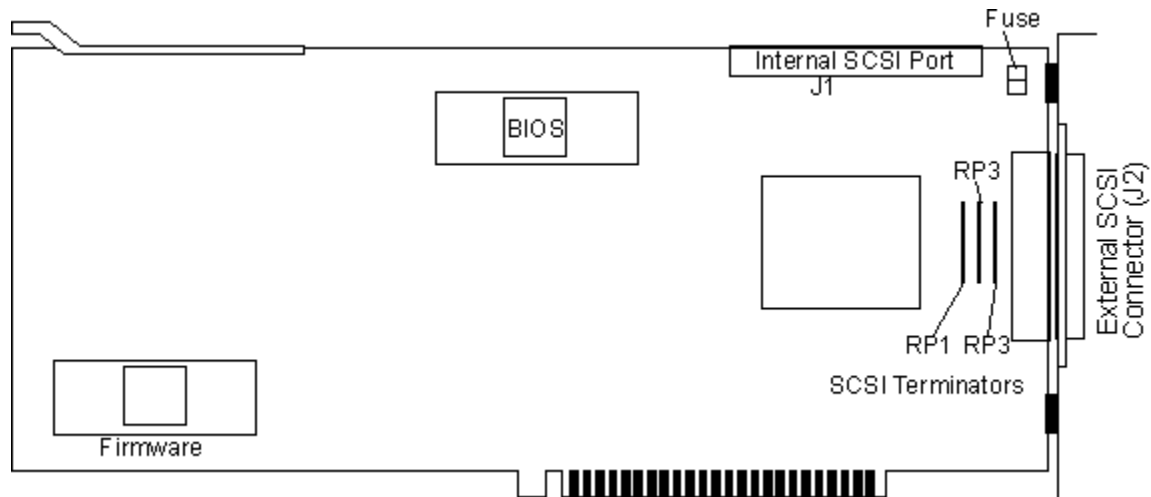 Fuse
Internal SCSI Port
J1
BIOS
RP3
External SCSI
Connector (J2)
RP1
RP3
SCSI Terminators
Firmware